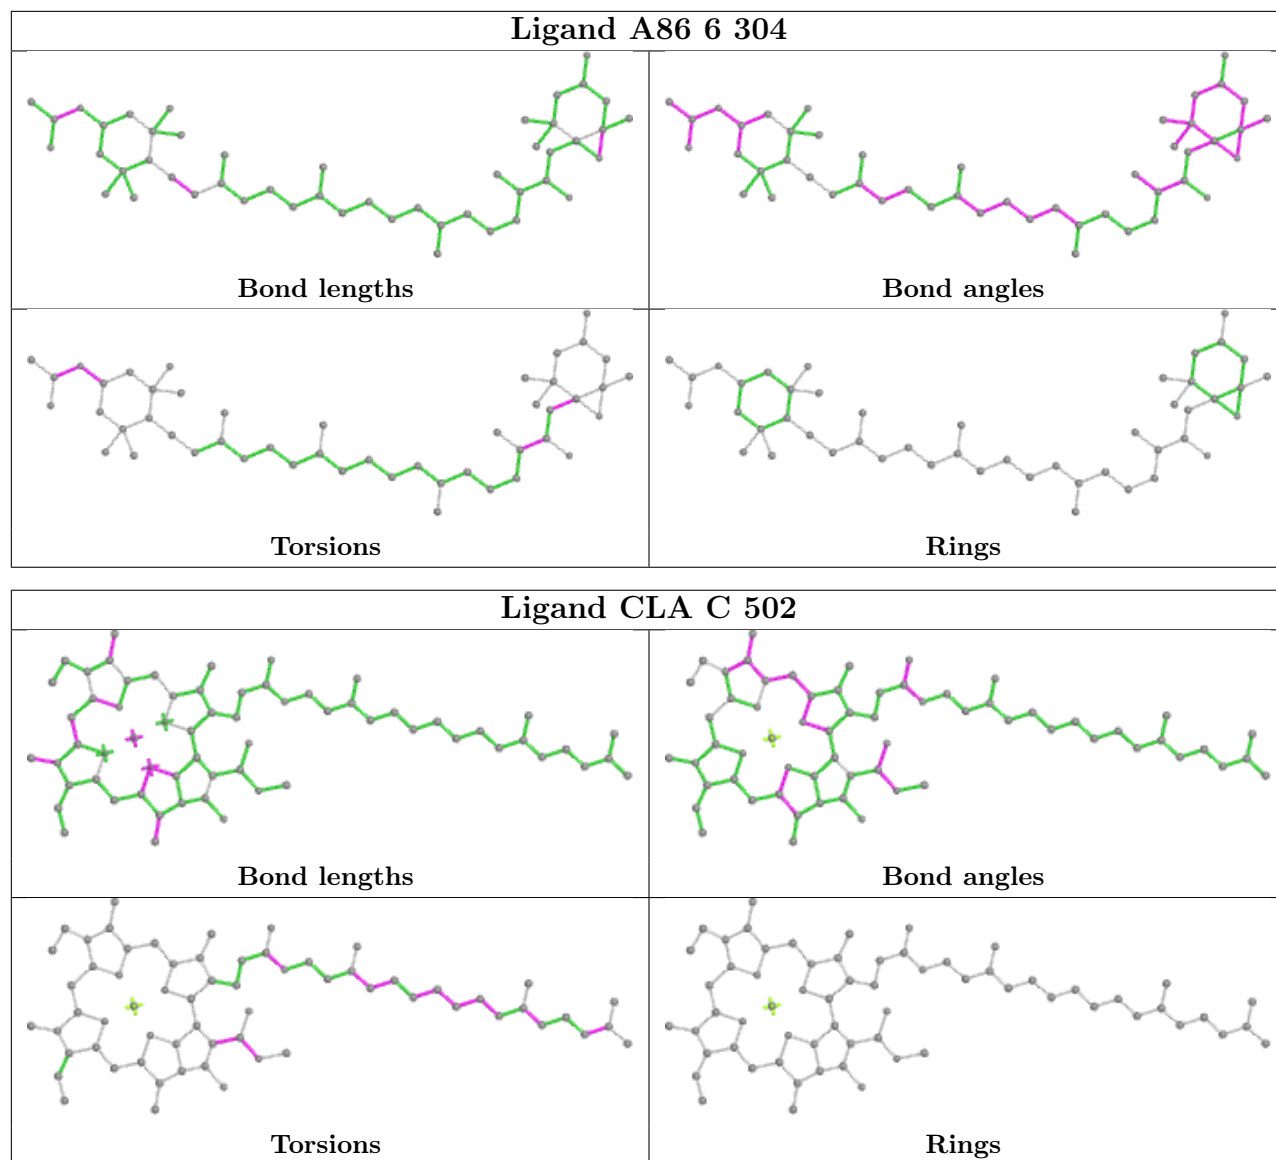 Ligand A86 6 304
Bond lengths
Bond angles
Torsions
Rings
Ligand CLA C 502
Bond lengths
Bond angles
Torsions
Rings